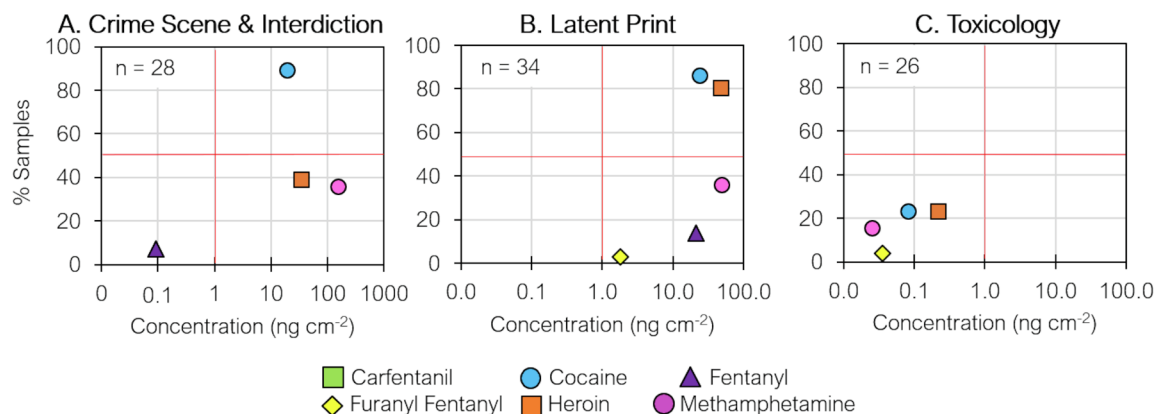 A. Crime Scene & Interdiction
B. Latent Print
C. Toxicology
% Samples
100
80
60
40
20
0
n = 28
0
0.1
1
10
100
1000
Concentration (ng cm-2)
100
80
60
40
20
0
n = 34
0.0
0.1
1.0
10.0
100.0
Concentration (ng cm-2)
100
80
60
40
20
0
n = 26
0.0
0.1
1.0
10.0
100.0
Concentration (ng cm-2)
Carfentanil
Cocaine
Fentanyl
Furanyl Fentanyl
Heroin
Methamphetamine